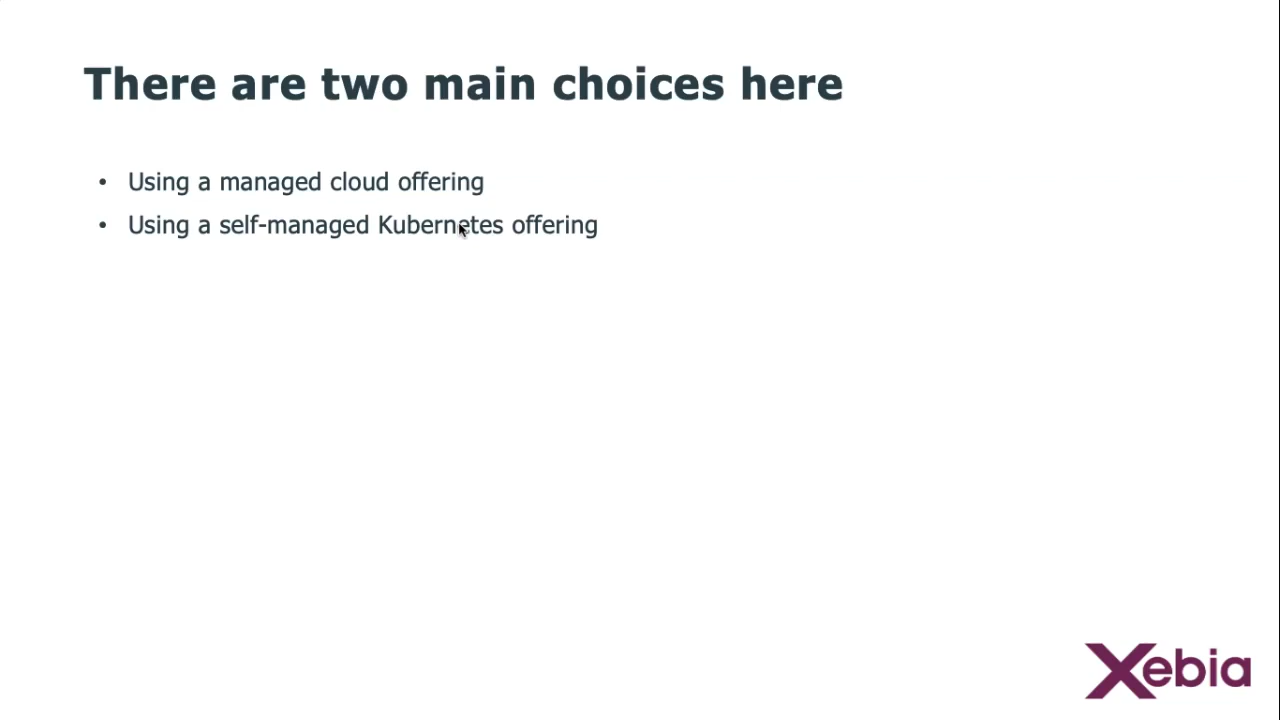 There are two main choices here
• Using a managed cloud offering
• Using a self-managed Kubernetes offering
Xebia